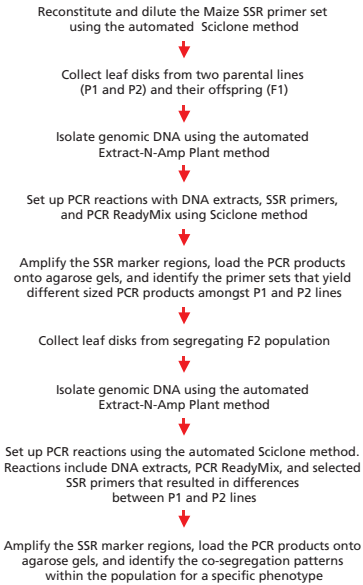 Reconstitute and dilute the Maize SSR primer set
using the automated Sciclone method
Collect leaf disks from two parental lines
(P1 and P2) and their offspring (F1)
Isolate genomic DNA using the automated
Extract-N-Amp Plant method
Set up PCR reactions with DNA extracts, SSR primers,
and PCR ReadyMix using Sciclone method
Amplify the SSR marker regions, load the PCR products
onto agarose gels, and identify the primer sets that yield
different sized PCR products amongst P1 and P2 lines
Collect leaf disks from segregating F2 population
Isolate genomic DNA using the automated
Extract-N-Amp Plant method
Set up PCR reactions using the automated Sciclone method.
Reactions include DNA extracts, PCR ReadyMix, and selected
SSR primers that resulted in differences
between P1 and P2 lines
Amplify the SSR marker regions, load the PCR products onto
agarose gels, and identify the co-segregation patterns
within the population for a specific phenotype